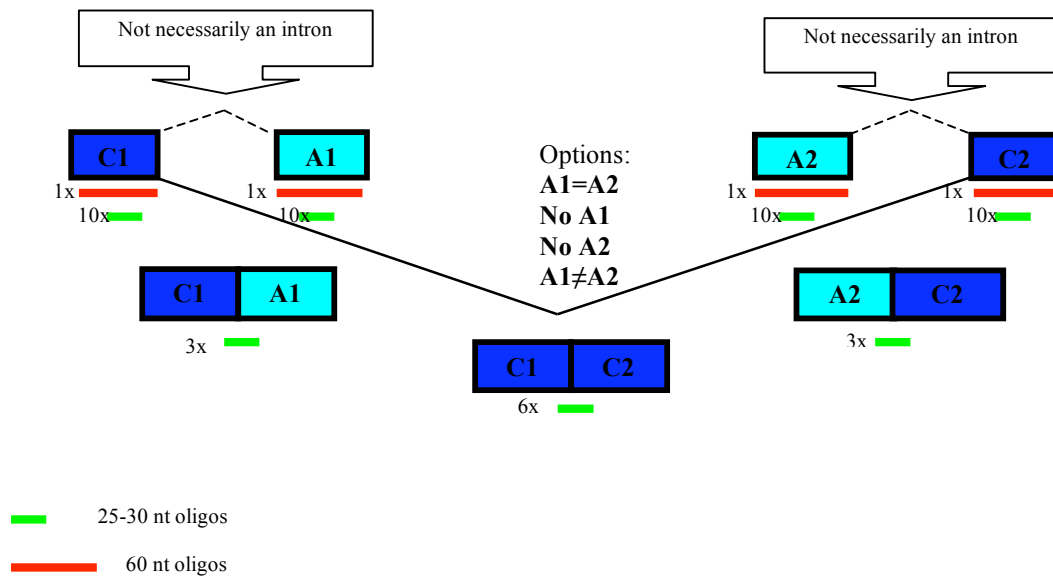 Not necessarily an intron
Not necessarily an intron
C1
A1
A2
C2
Options:
A1=A2
No A1
No A2
A1≠A2
1x
1x
1x
1x
10x
10x
10x
10x
C1
A1
A2
C2
3x
3x
C1
C2
6x
25-30 nt oligos
60 nt oligos